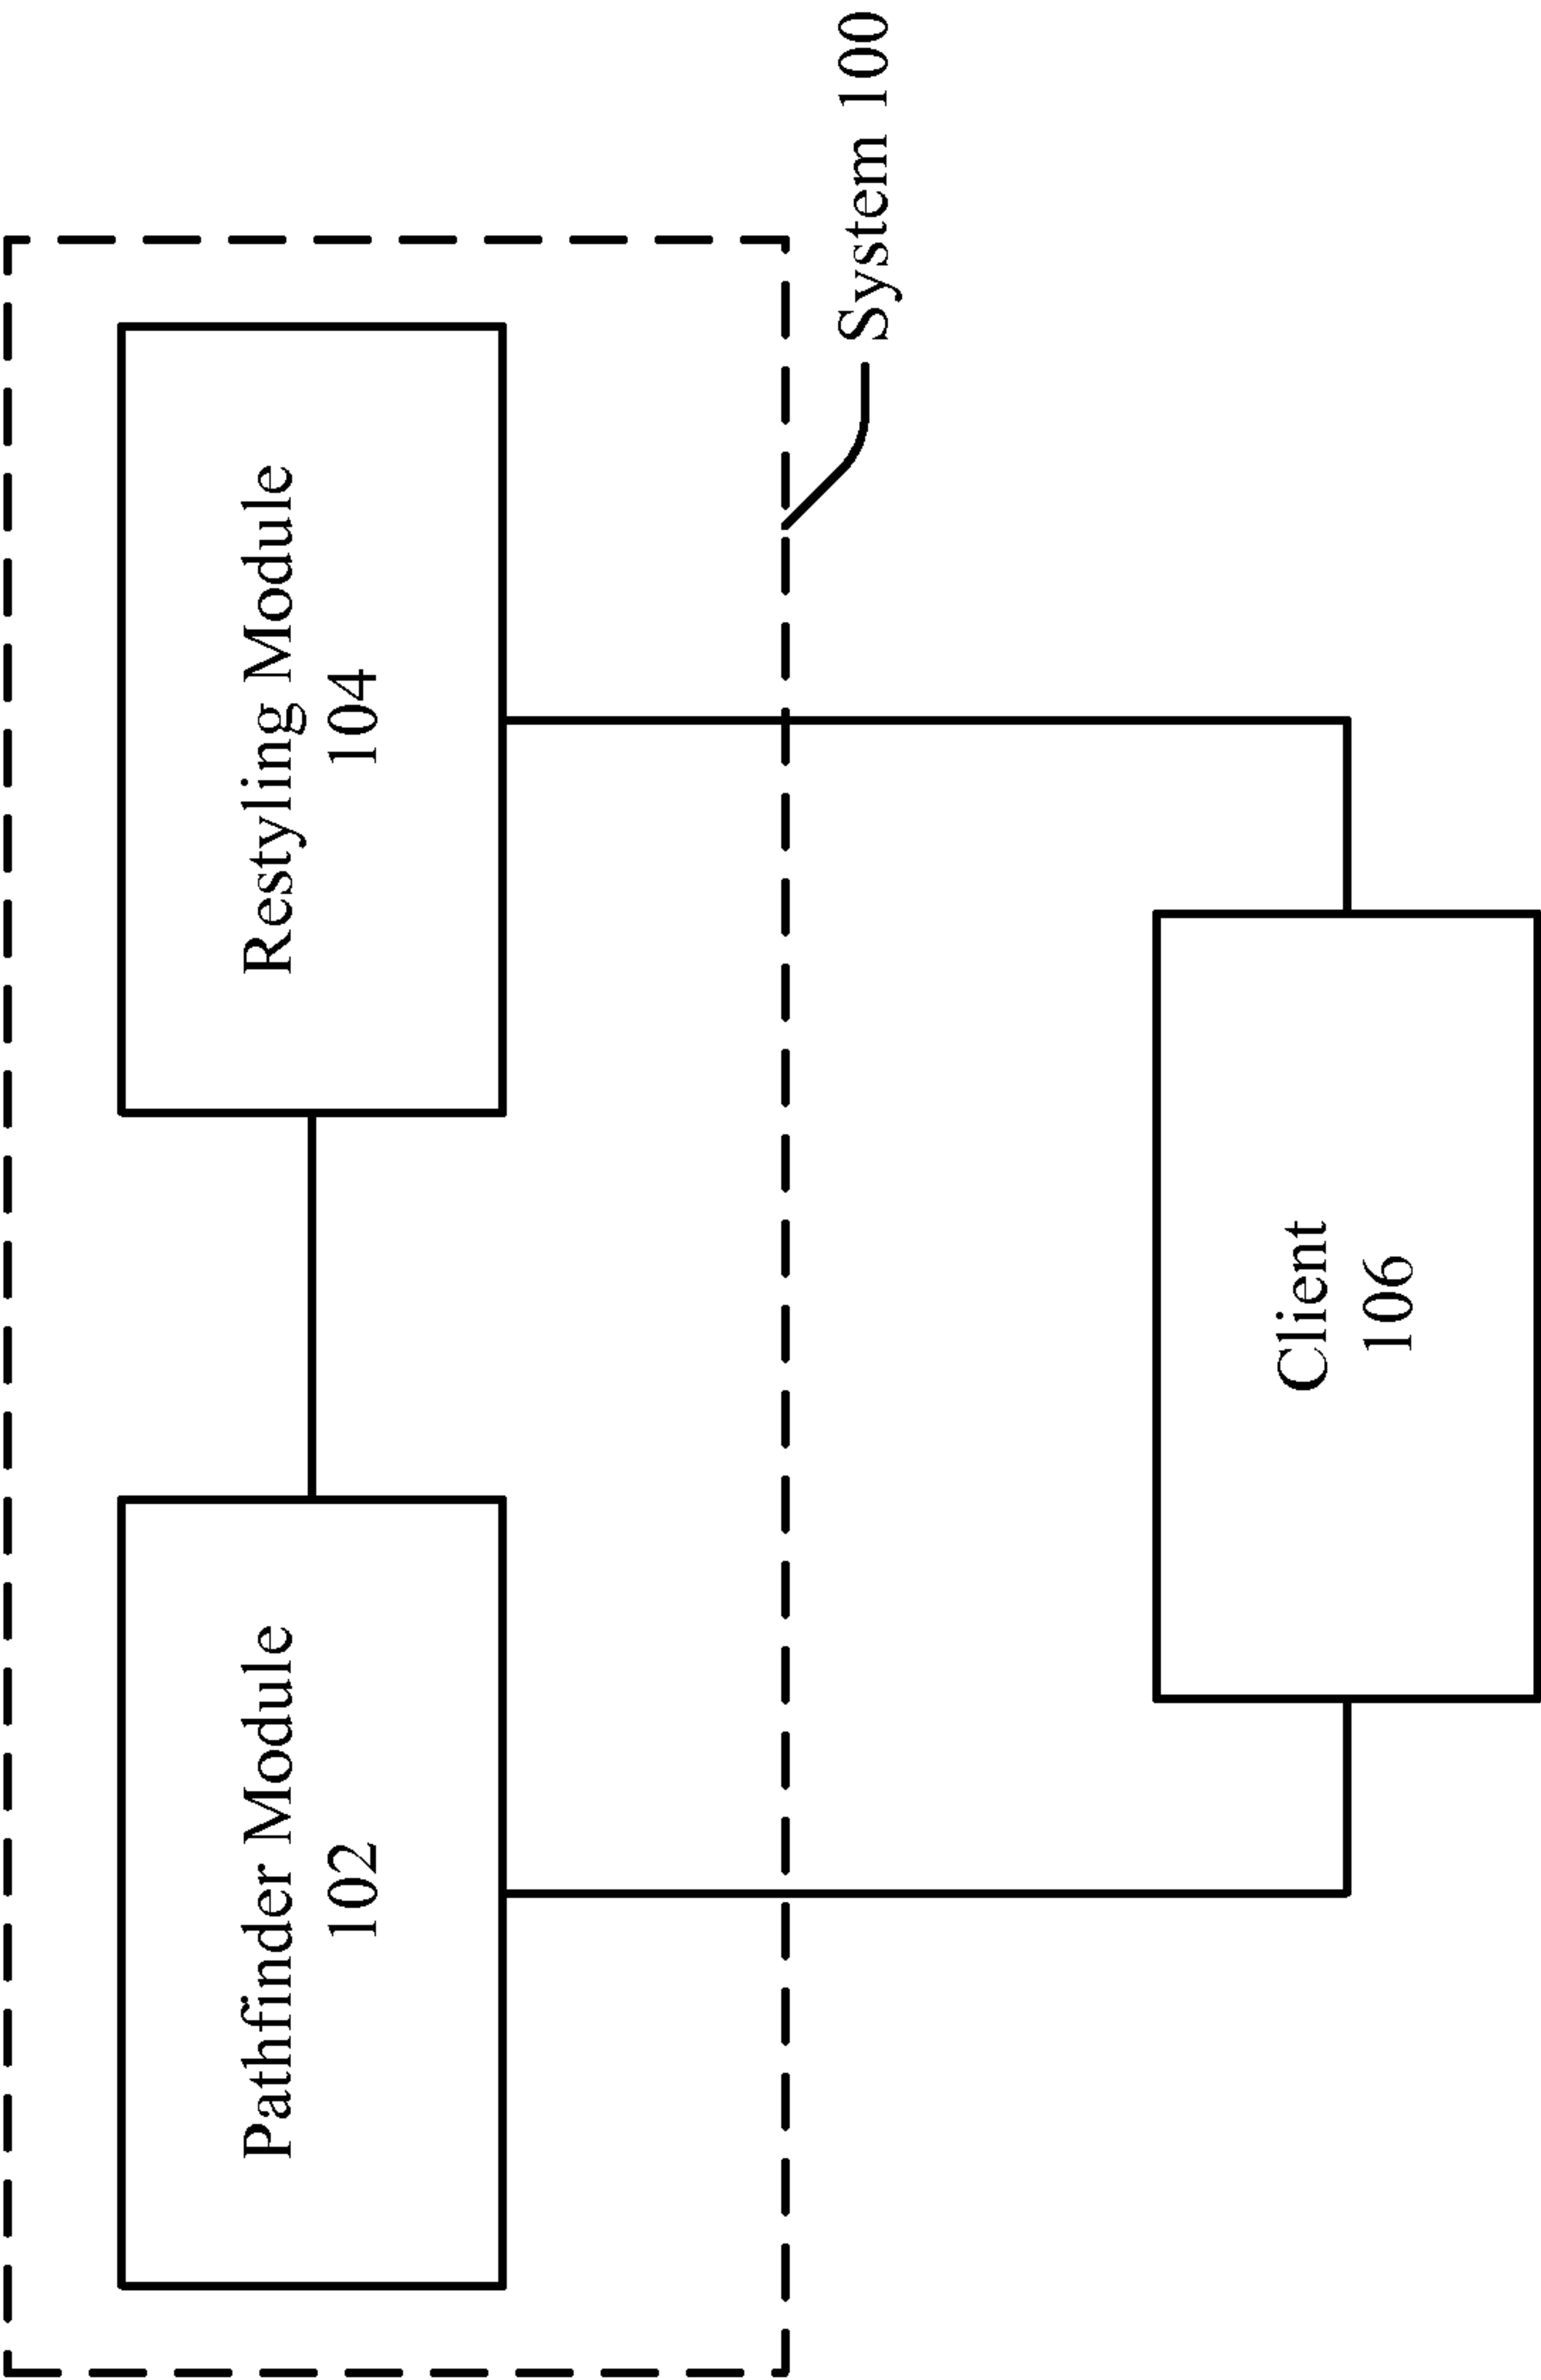 Pathfinder Module
102
Restyling Module
104
System 100
Client
106